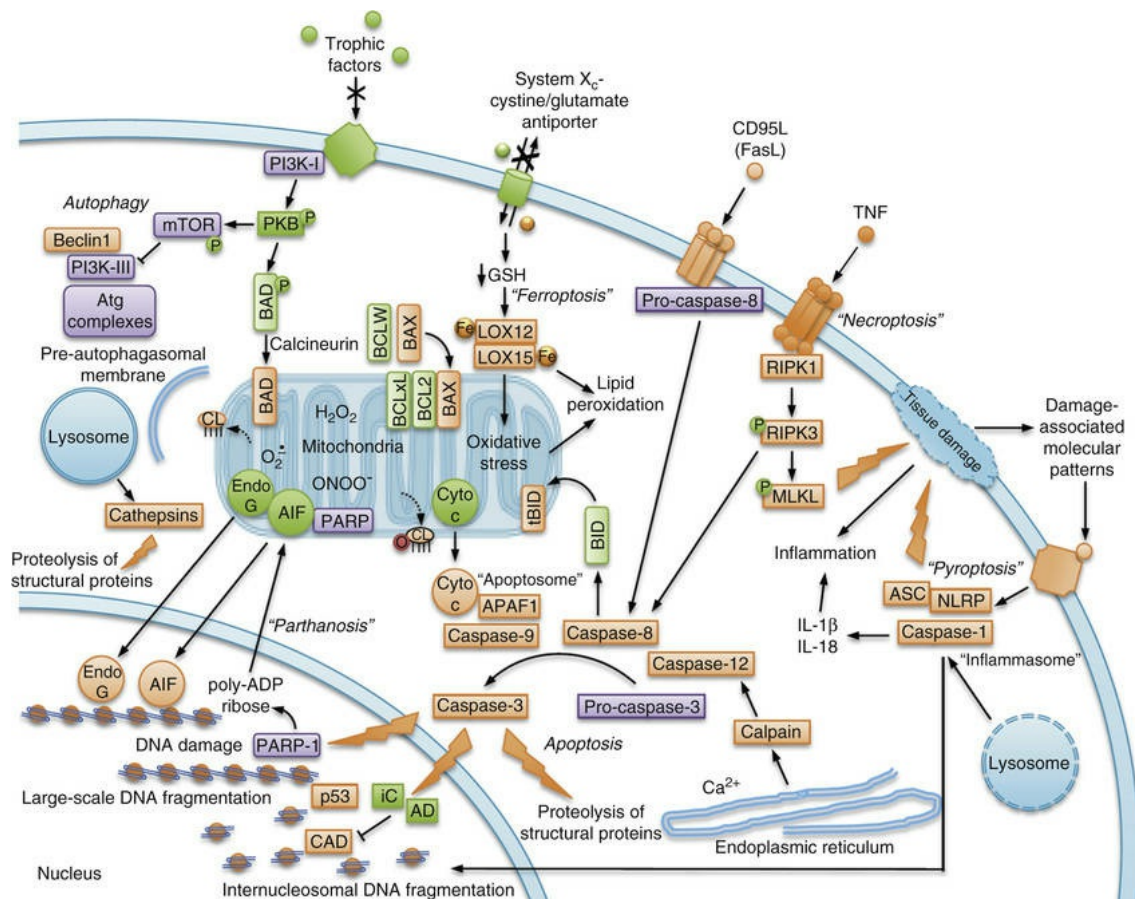 Trophic
factors
System Xc-
cystine/glutamate
antiporter
CD95L
(FasL)
TNF
PI3K-I
Autophagy
mTOR
P
PKB
P
Beclin1
PI3K-III
Atg
complexes
BAD
P
Calcineurin
GSH
"Ferroptosis"
Fe
LOX12
LOX15
Fe
Pro-caspase-8
"Necroptosis"
RIPK1
P
RIPK3
P
MLKL
Tissue damage
Damage-
associated
molecular
patterns
Lipid
peroxidation
Pre-autophagasomal
membrane
Lysosome
Cathepsins
Proteolysis of
structural proteins
BCLW
BAX
BCLxL
BCL2
BAX
BAD
CL
H2O2
Mitochondria
O2•−
ONOO−
Oxidative
stress
Endo
G
AIF
PARP
Cyto
c
O
CL
tBID
BID
Inflammation
"Pyroptosis"
ASC
NLRP
Caspase-1
IL-1β
IL-18
"Inflammasome"
Lysosome
Cyto
c
"Apoptosome"
APAF1
Caspase-9
Caspase-8
Caspase-12
"Parthanosis"
Endo
G
AIF
poly-ADP
ribose
Caspase-3
Pro-caspase-3
Apoptosis
Calpain
Ca2+
Endoplasmic reticulum
DNA damage
PARP-1
Large-scale DNA fragmentation
p53
iC
AD
CAD
Proteolysis of
structural proteins
Nucleus
Internucleosomal DNA fragmentation